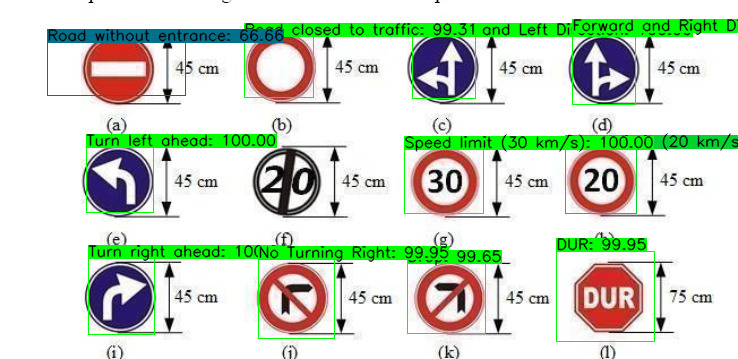 Road without entrance: 66.66
Road closed to traffic: 99.31 and Left Di
Forward and Right D
45 cm
45 cm
45 cm
45 cm
(a)
(b)
(c)
(d)
Turn left ahead: 100.00
Speed limit (30 km/s): 100.00 (20 km/s
45 cm
20
45 cm
30
45 cm
20
45 cm
(e)
(f)
(g)
Turn right ahead: 100
No Turning Right: 99.95
99.65
DUR: 99.95
45 cm
45 cm
45 cm
DUR
75 cm
(i)
(j)
(k)
(l)